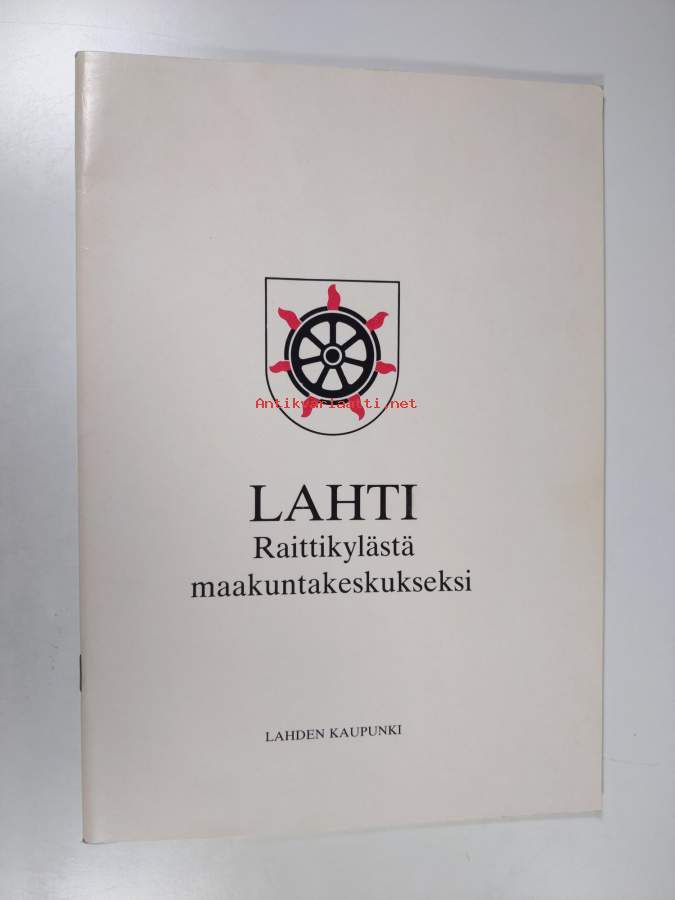 Antikvariaatti.net
LAHTI
Raittikylästä
maakuntakeskukseksi
LAHDEN KAUPUNKI